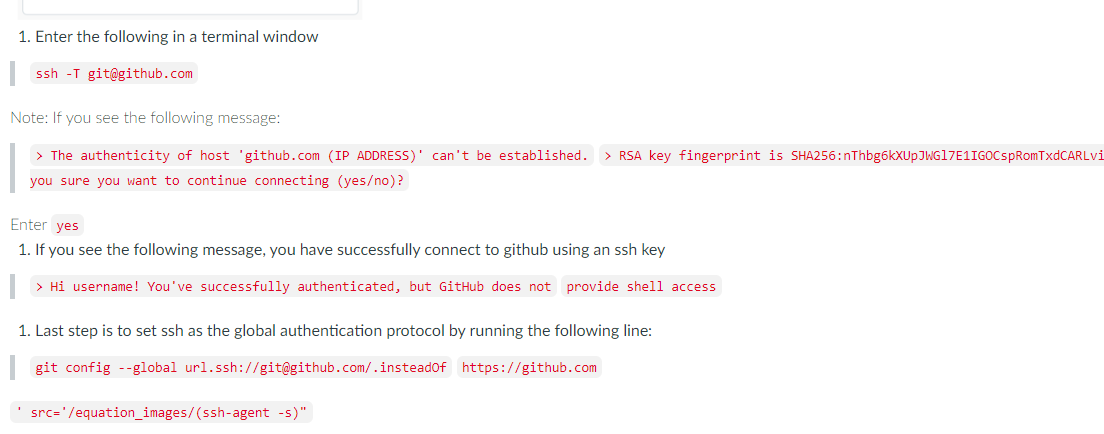 1. Enter the following in a terminal window
ssh -T git@github.com
Note: If you see the following message:
> The authenticity of host 'github.com (IP ADDRESS)' can't be established. > RSA key fingerprint is SHA256:nThbg6kXUpJWGl7E1IGOCspRomTxdCARLvi
you sure you want to continue connecting (yes/no)?
Enter yes
1. If you see the following message, you have successfully connect to github using an ssh key
> Hi username! You've successfully authenticated, but GitHub does not provide shell access
1. Last step is to set ssh as the global authentication protocol by running the following line:
git config --global url.ssh://git@github.com/.insteadOf https://github.com
' src='/equation_images/(ssh-agent -s)"